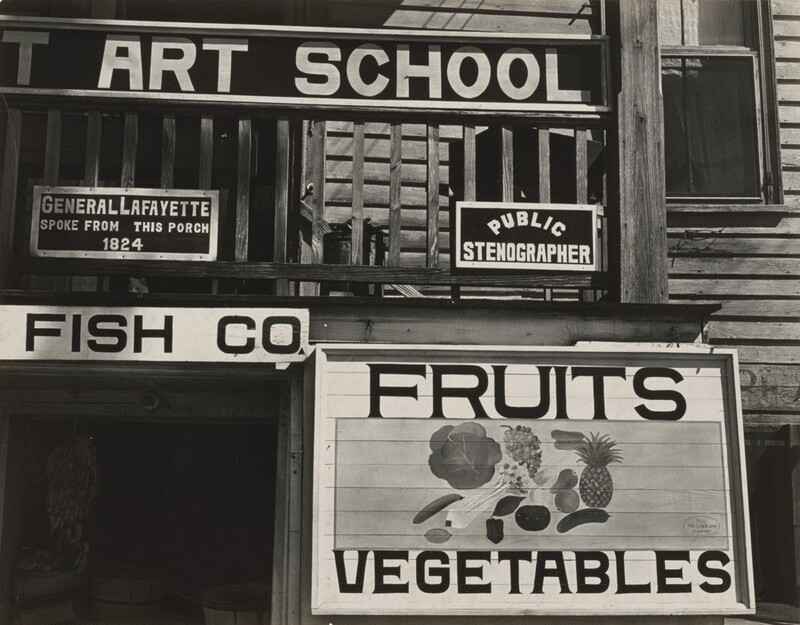 T ART SCHOOL
GENERAL LAFAYETTE
SPOKE FROM THIS PORCH
1824
PUBLIC
STENOGRAPHER
FISH CO.
FRUITS
VEGETABLES